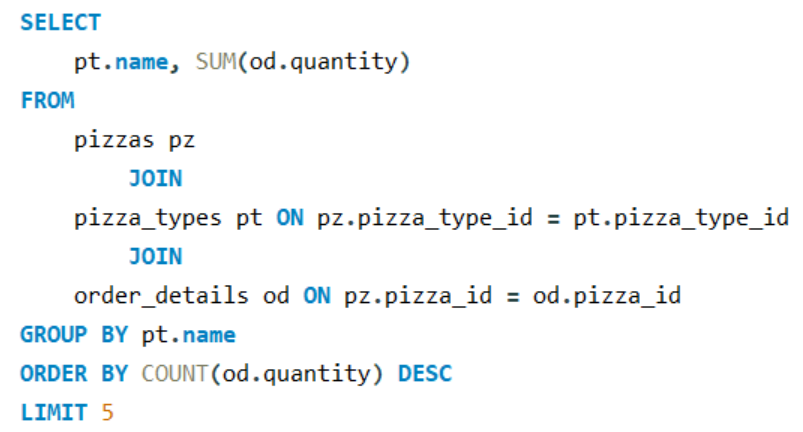 SELECT
pt.name, SUM(od.quantity)
FROM
pizzas pz
JOIN
pizza_types pt ON pz.pizza_type_id = pt.pizza_type_id
JOIN
order_details od ON pz.pizza_id = od.pizza_id
GROUP BY pt.name
ORDER BY COUNT(od.quantity) DESC
LIMIT 5